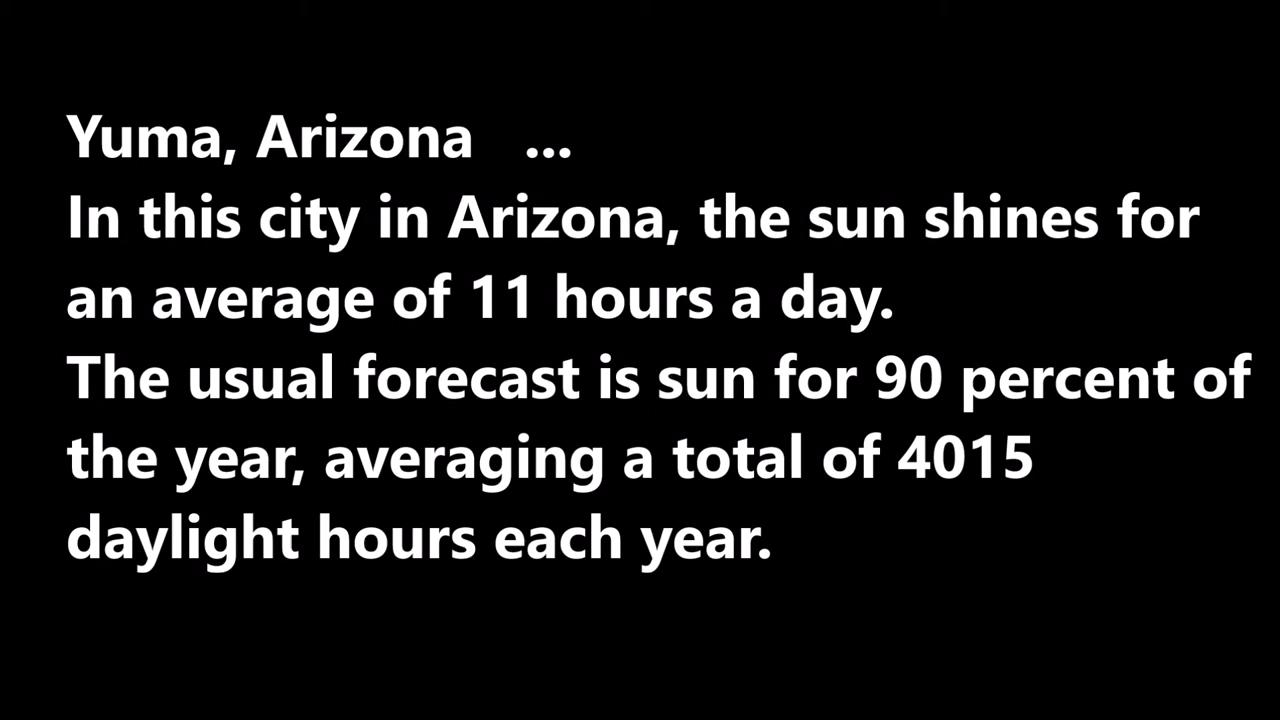 Yuma, Arizona ...
In this city in Arizona, the sun shines for
an average of 11 hours a day.
The usual forecast is sun for 90 percent of
the year, averaging a total of 4015
daylight hours each year.